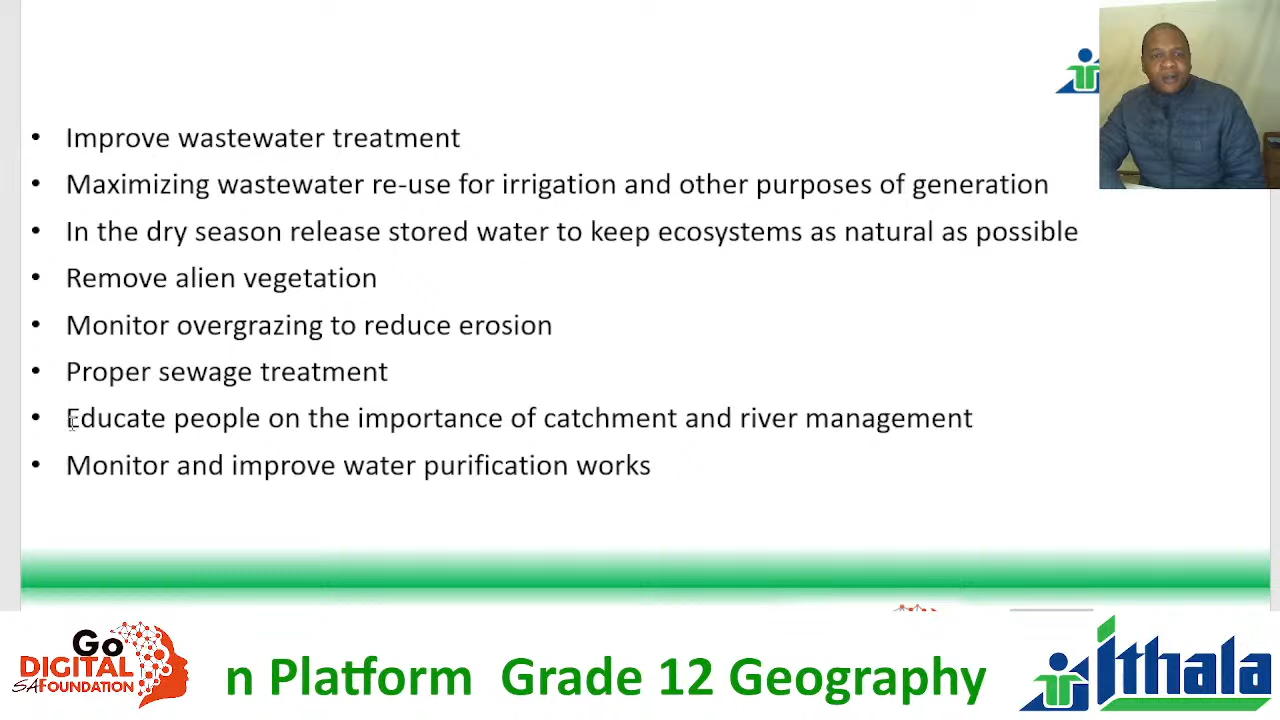 • Improve wastewater treatment
• Maximizing wastewater re-use for irrigation and other purposes of generation
• In the dry season release stored water to keep ecosystems as natural as possible
• Remove alien vegetation
• Monitor overgrazing to reduce erosion
• Proper sewage treatment
• Educate people on the importance of catchment and river management
• Monitor and improve water purification works
Go
DIGITAL
SA FOUNDATION
n Platform Grade 12 Geography
Ithala